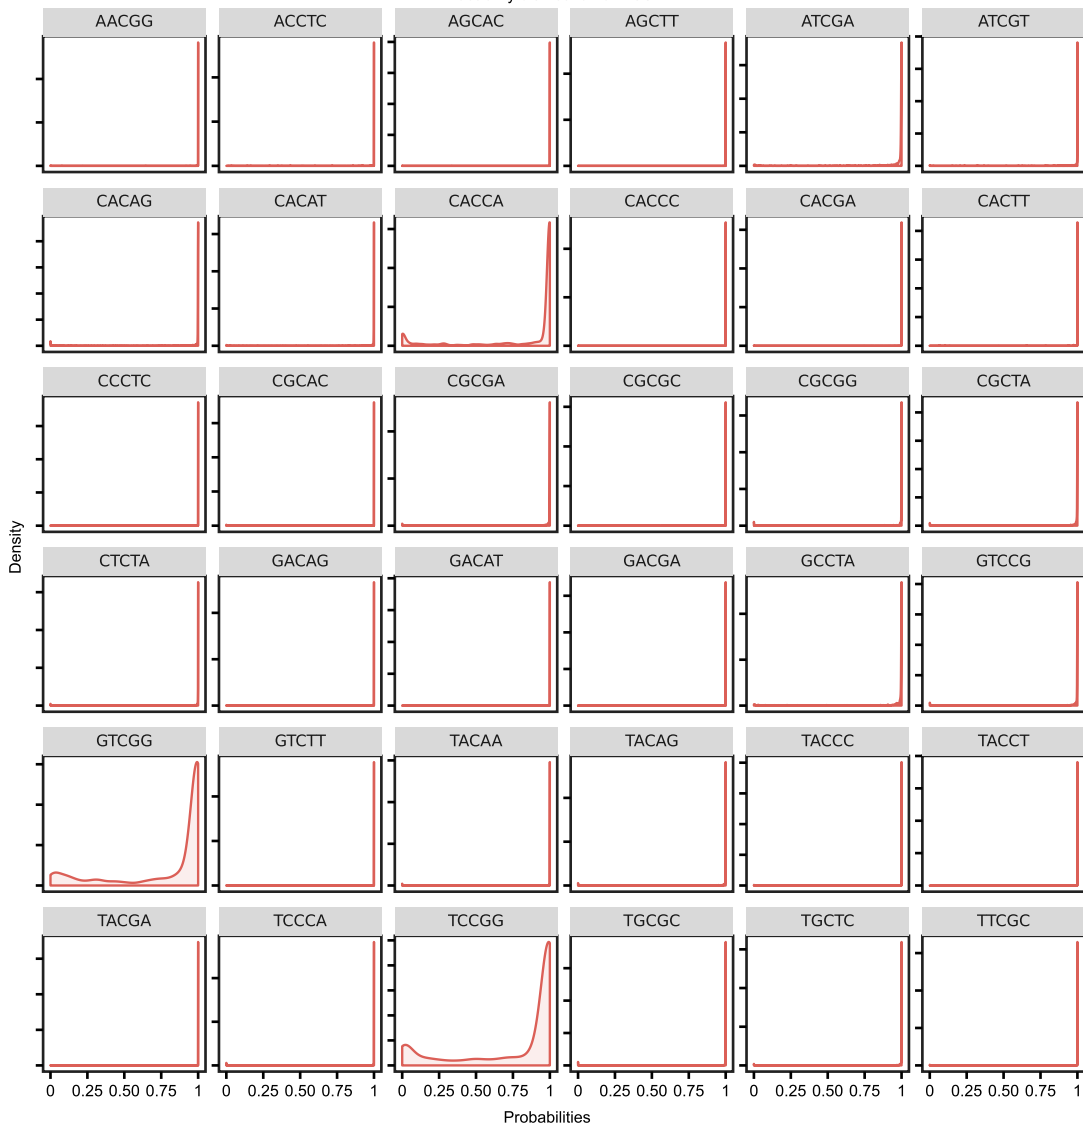 AACGG ACCTC AGCAC AGCTT ATCGA ATCGT
CACAG CACAT CACCA CACCC CACGA CACTT
CCCTC CGCAC CGCGA CGCGC CGCGG CGCTA
Density
CTCTA GACAG GACAT GACGA GCCTA GTCCG
GTCGG GTCTT TACAA TACAG TACCC TACCT
TACGA TCCCA TCCGG TGCGC TGCTC TTCGC
0 0.25 0.50 0.75 1 0 0.25 0.50 0.75 1 0 0.25 0.50 0.75 1 0 0.25 0.50 0.75 1 0 0.25 0.50 0.75 1 0 0.25 0.50 0.75 1
Probabilities